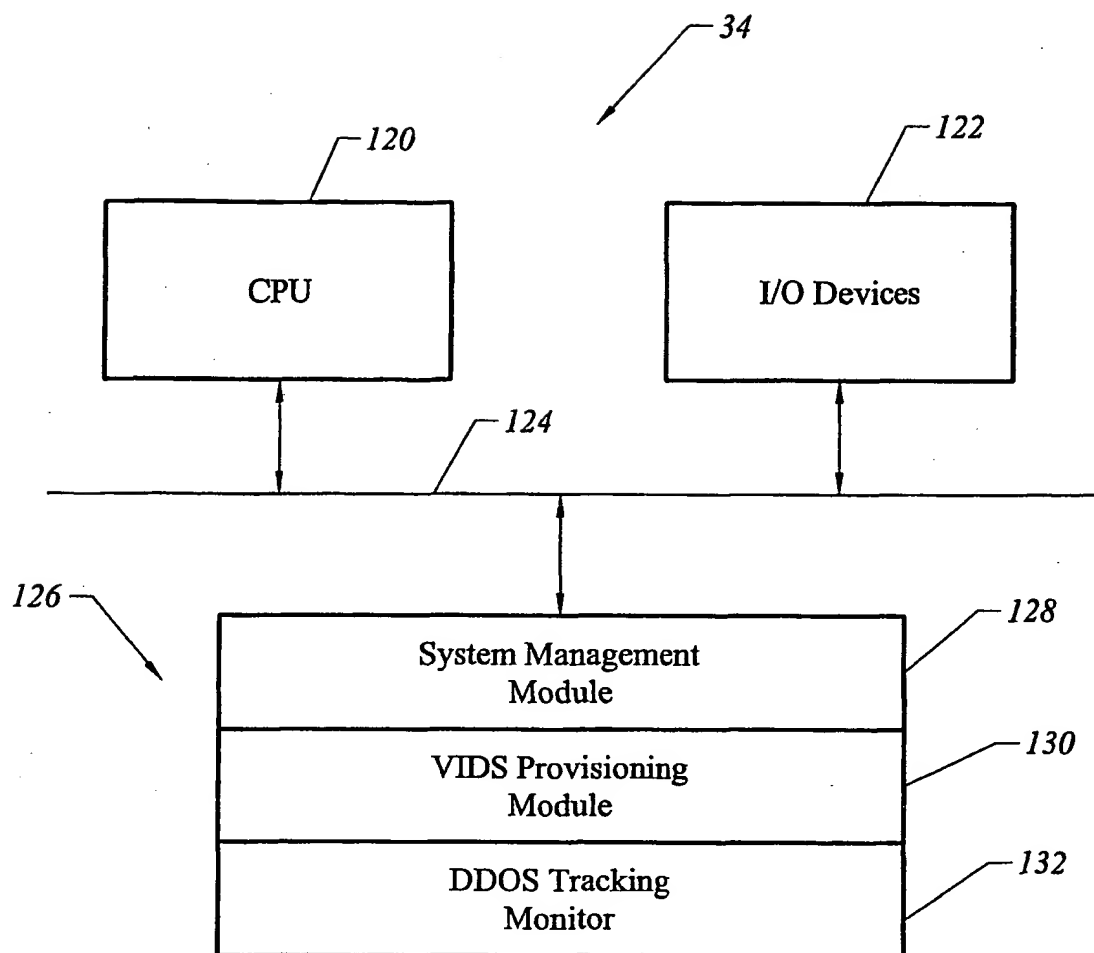 34
120
122
CPU
I/O Devices
124
126
128
System Management
Module
130
VIDS Provisioning
Module
132
DDOS Tracking
Monitor